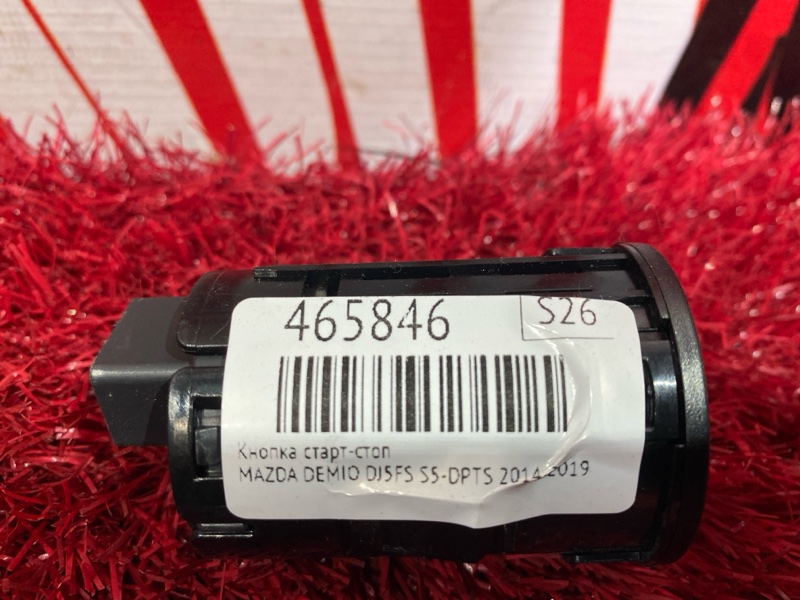 465846 S26
Кнопка старт-стоп
MAZDA DEMIO DJ5FS S5-DPTS 2014-2019